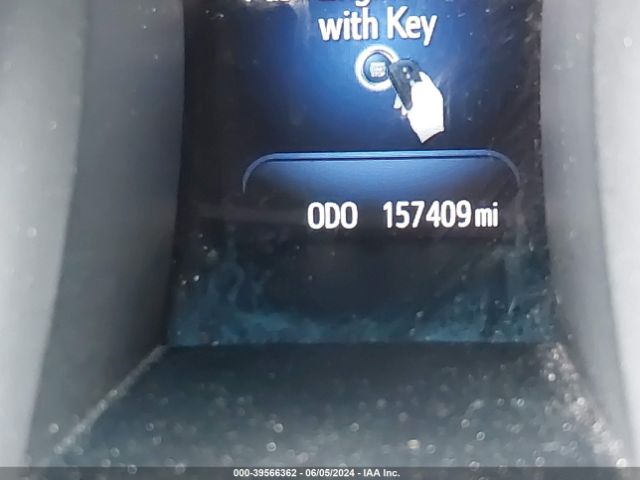 with Key
ODO 157409 mi
000-39566362 - 06/05/2024 - IAA Inc.